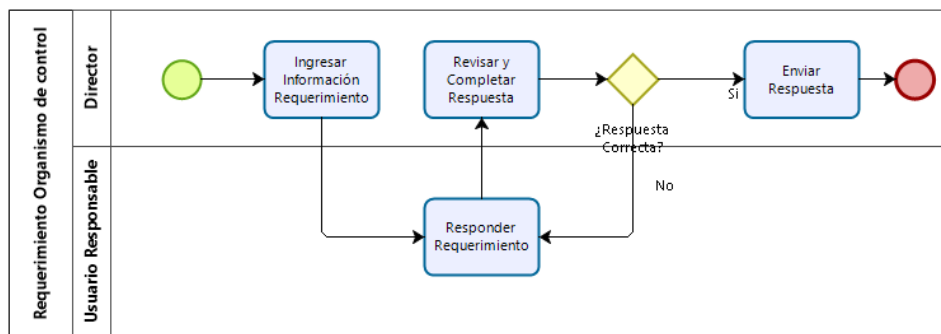 Requerimiento Organismo de control
Director
Usuario Responsable
Ingresar
Información
Requerimiento
Revisar y
Completar
Respuesta
¿Respuesta
Correcta?
Si
No
Enviar
Respuesta
Responder
Requerimiento